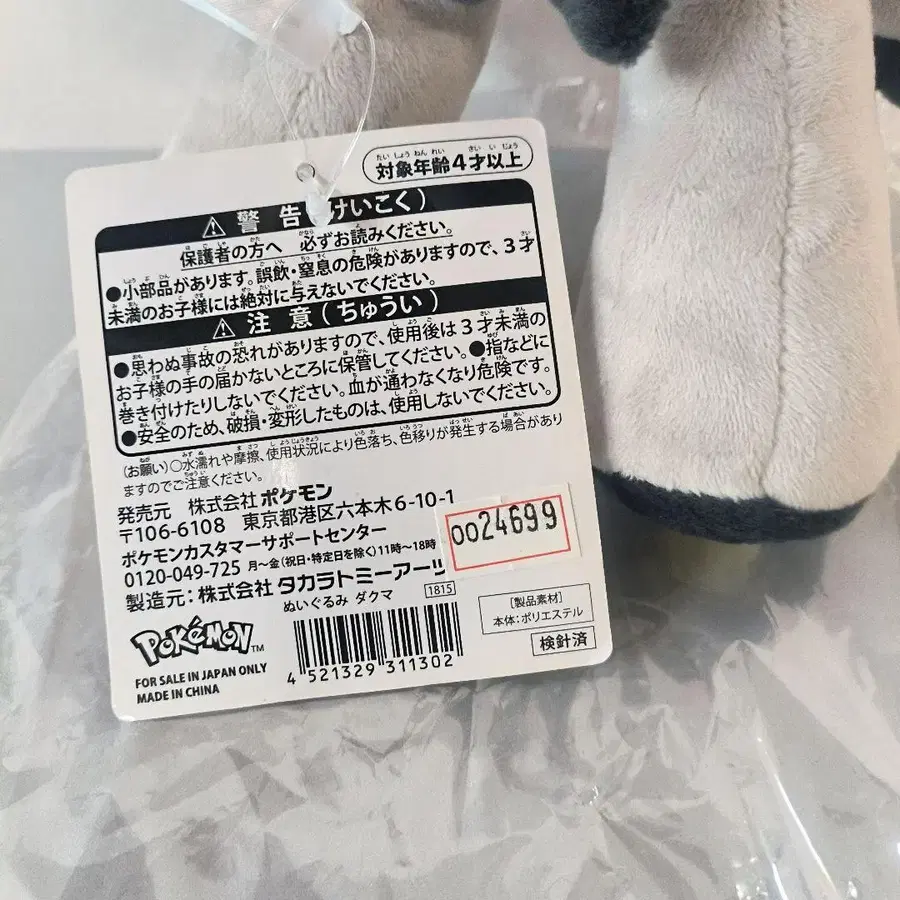 対象年齢4才以上
⚠ 警告(けいこく)
保護者の方へ 必ずお読みください。
●小部品があります。誤飲・窒息の危険がありますので、3才
未満のお子様には絶対に与えないでください。
⚠ 注意(ちゅうい)
●思わぬ事故の恐れがありますので、使用後は3才未満の
お子様の手の届かないところに保管してください。●指などに
巻き付けたりしないでください。血が通わなくなり危険です。
●安全のため、破損・変形したものは、使用しないでください。
(お願い)○水濡れや摩擦、使用状況により色落ち、色移りが発生する場合があり
ますのでご注意ください。
発売元 株式会社ポケモン
〒106-6108 東京都港区六本木6-10-1
ポケモンカスタマーサポートセンター
0120-049-725 月〜金(祝日・特定日を除く)11時〜18時
0024699
製造元:株式会社タカラトミーアーツ
ぬいぐるみ ダクマ
1815
[製品素材]
本体:ポリエステル
検針済
POKéMON™
FOR SALE IN JAPAN ONLY
MADE IN CHINA
4 521329 311302